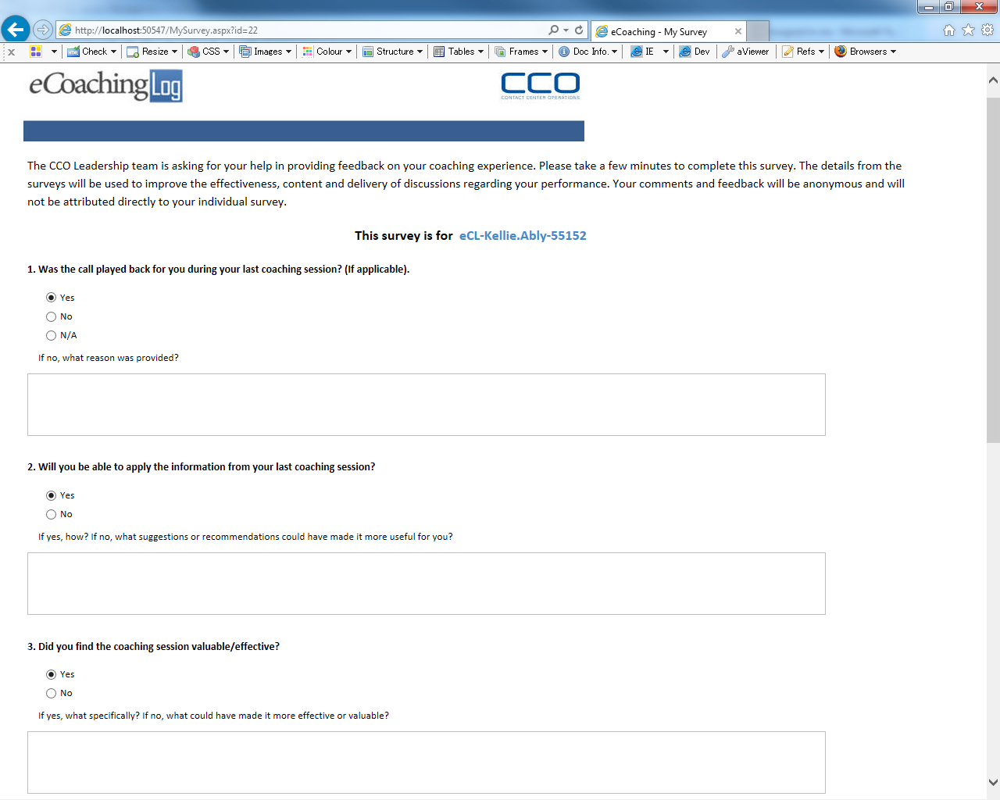 http://localhost:50547/MySurvey.aspx?id=22
eCoaching - My Survey
Check
Resize
CSS
Images
Colour
Structure
Tables
Frames
Doc Info.
IE
Dev
aViewer
Refs
Browsers
eCoachingLog
CCO
CONTACT CENTER OPERATIONS
The CCO Leadership team is asking for your help in providing feedback on your coaching experience. Please take a few minutes to complete this survey. The details from the
surveys will be used to improve the effectiveness, content and delivery of discussions regarding your performance. Your comments and feedback will be anonymous and will
not be attributed directly to your individual survey.
This survey is for eCL-Kellie.Ably-55152
1. Was the call played back for you during your last coaching session? (If applicable).
Yes
No
N/A
If no, what reason was provided?
2. Will you be able to apply the information from your last coaching session?
Yes
No
If yes, how? If no, what suggestions or recommendations could have made it more useful for you?
3. Did you find the coaching session valuable/effective?
Yes
No
If yes, what specifically? If no, what could have made it more effective or valuable?